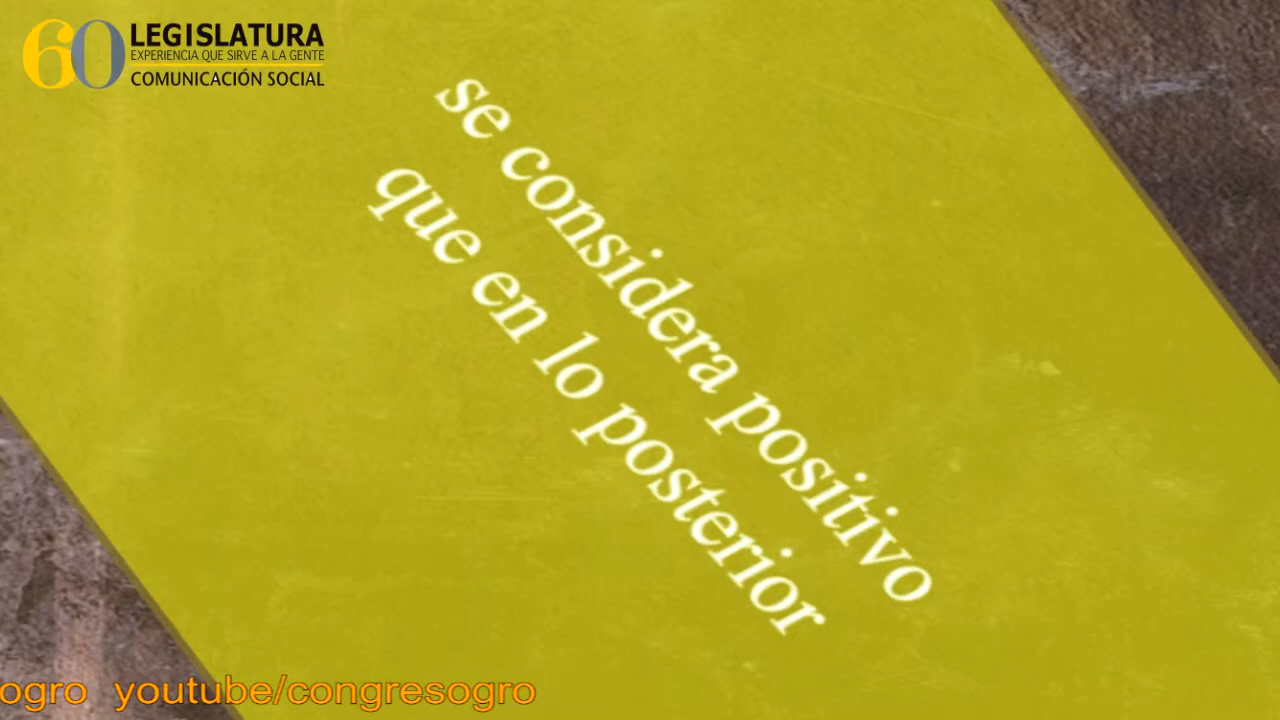 60
LEGISLATURA
EXPERIENCIA QUE SIRVE A LA GENTE
COMUNICACIÓN SOCIAL
se considera positivo
que en lo posterior
ogro youtube/congresogro